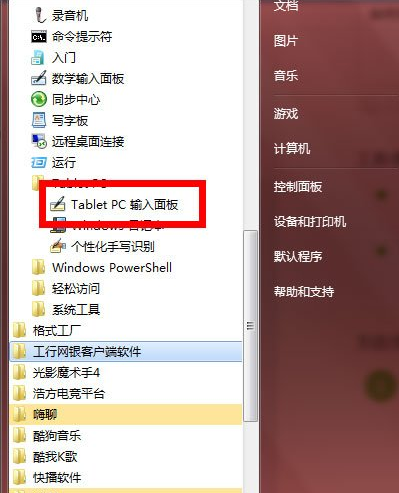 录音机
命令提示符
入门
数学输入面板
同步中心
写字板
远程桌面连接
运行
Tablet PC
Tablet PC 输入面板
Windows 日记本
个性化手写识别
Windows PowerShell
轻松访问
系统工具
格式工厂
工行网银客户端软件
光影魔术手4
浩方电竞平台
嗨聊
酷狗音乐
酷我K歌
快播软件
文档
图片
音乐
游戏
计算机
控制面板
设备和打印机
默认程序
帮助和支持